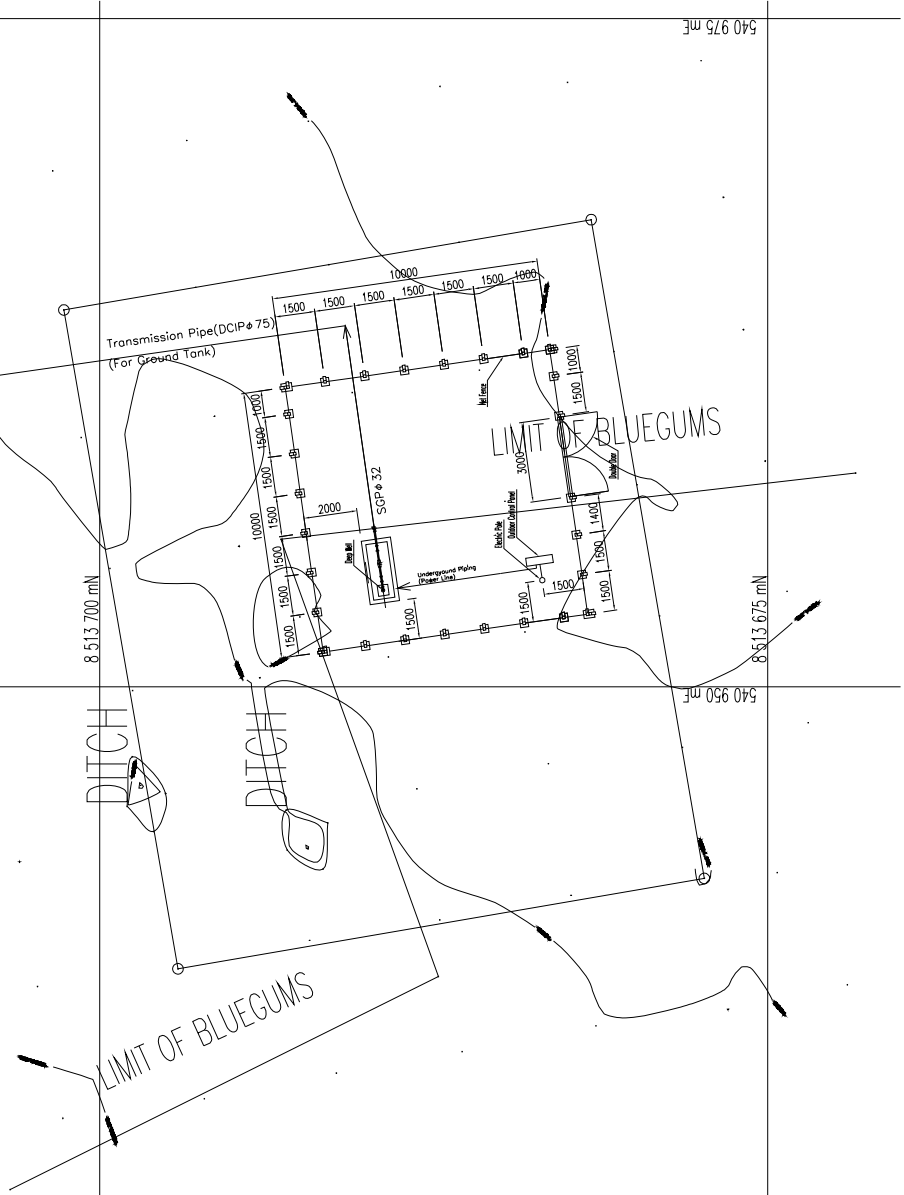 540 975 mE
10000
1500
1500
1500
1500
1500
1500
1000
Transmission Pipe(DCIPφ75)
(For Ground Tank)
1000
1500
Net Fence
1000
1500
1500
1500
1500
1500
1500
10000
LIMIT OF BLUEGUMS
3000
Double Door
SGPφ32
2000
1400
1500
1500
Deep Well
Electric Pole
Outdoor Control Panel
Underground Piping
(Power Line)
1500
1500
1500
8 513 700 mN
8 513 675 mN
540 950 mE
DITCH
DITCH
LIMIT OF BLUEGUMS